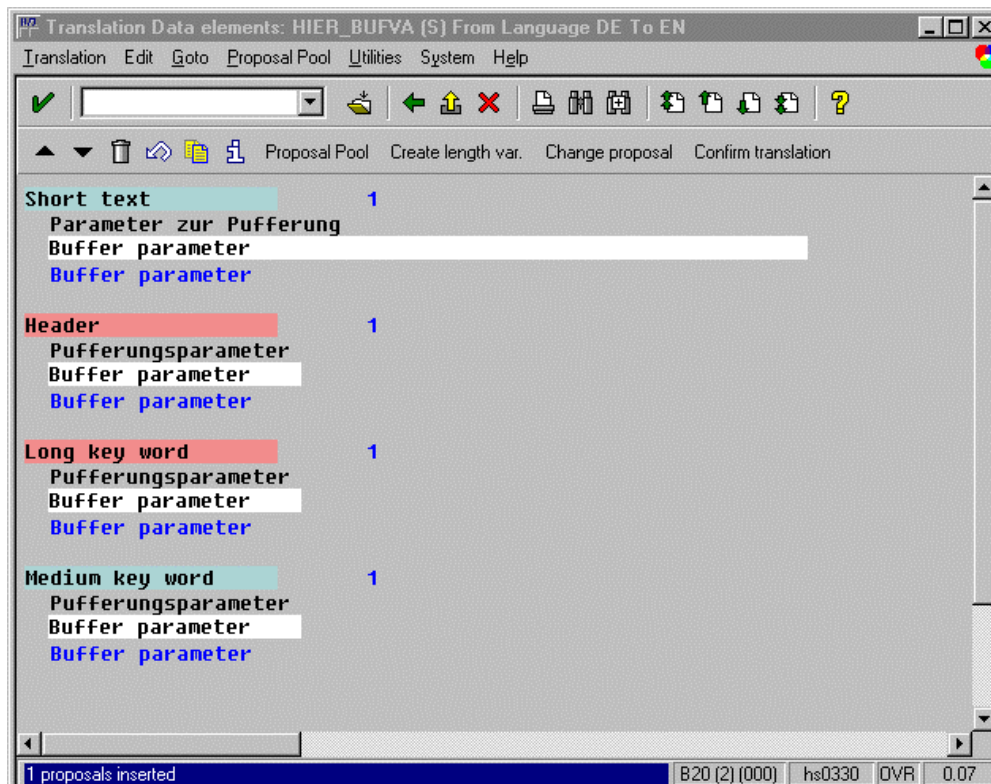 Translation Data elements: HIER_BUFVA (S) From Language DE To EN
Translation Edit Goto Proposal Pool Utilities System Help
Proposal Pool Create length var. Change proposal Confirm translation
Short text 1
Parameter zur Pufferung
Buffer parameter
Buffer parameter
Header 1
Pufferungsparameter
Buffer parameter
Buffer parameter
Long key word 1
Pufferungsparameter
Buffer parameter
Buffer parameter
Medium key word 1
Pufferungsparameter
Buffer parameter
Buffer parameter
1 proposals inserted B20 (2) (000) hs0330 OVR 0.07